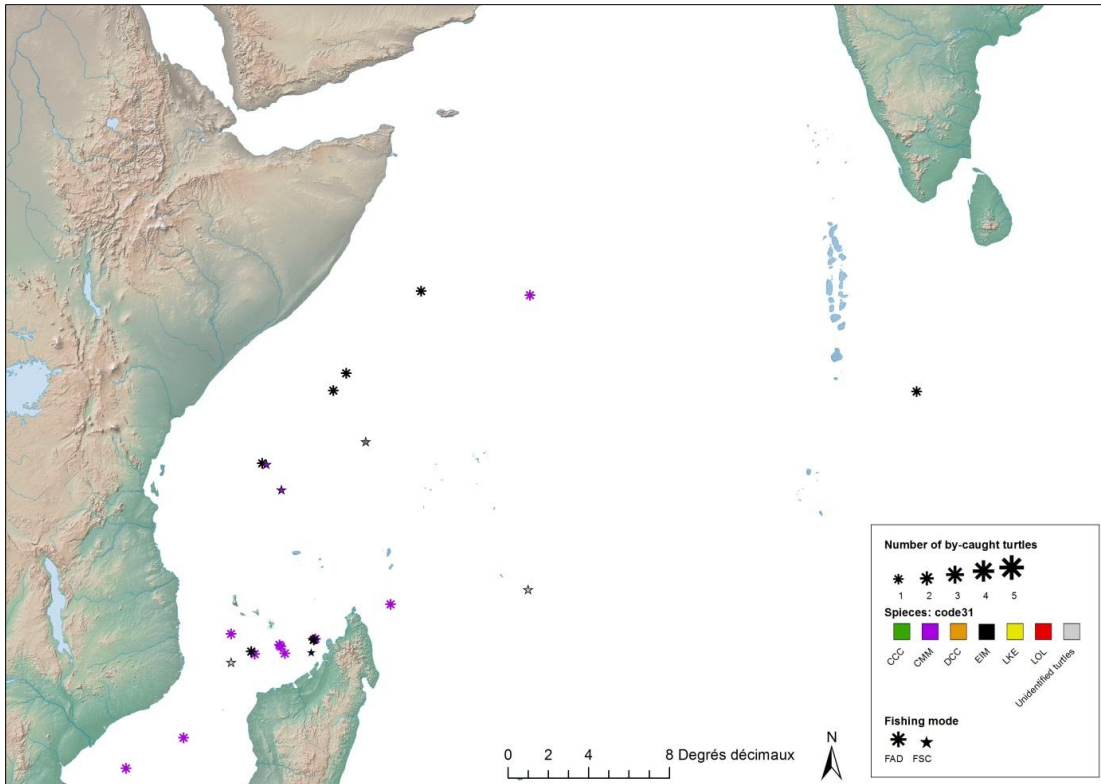 Number of by-caught turtles
1 2 3 4 5
Spieces: code31
CCC CMM DCC EIM LKE LOL Unidentified turtles
Fishing mode
FAD FSC
N
0 2 4 8 Degrés décimaux